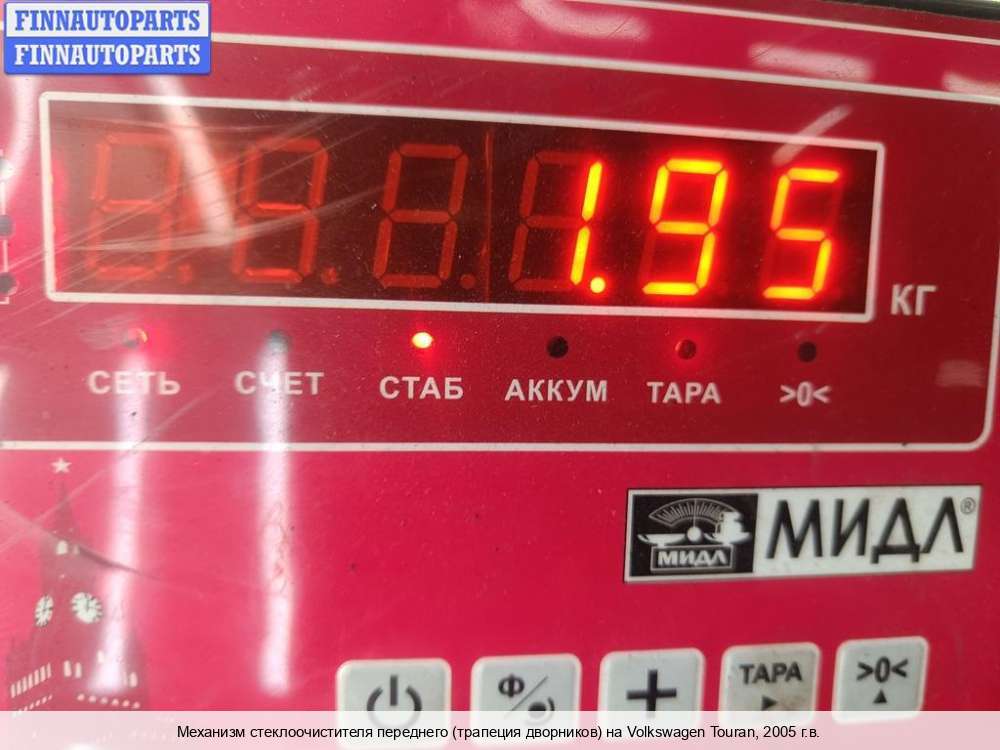 FINNAUTOPARTS
FINNAUTOPARTS
1.95
КГ
СЕТЬ СЧЕТ СТАБ АККУМ ТАРА >0<
МИДЛ
МИДЛ®
Ф ТАРА >0<
Механизм стеклоочистителя переднего (трапеция дворников) на Volkswagen Touran, 2005 г.в.